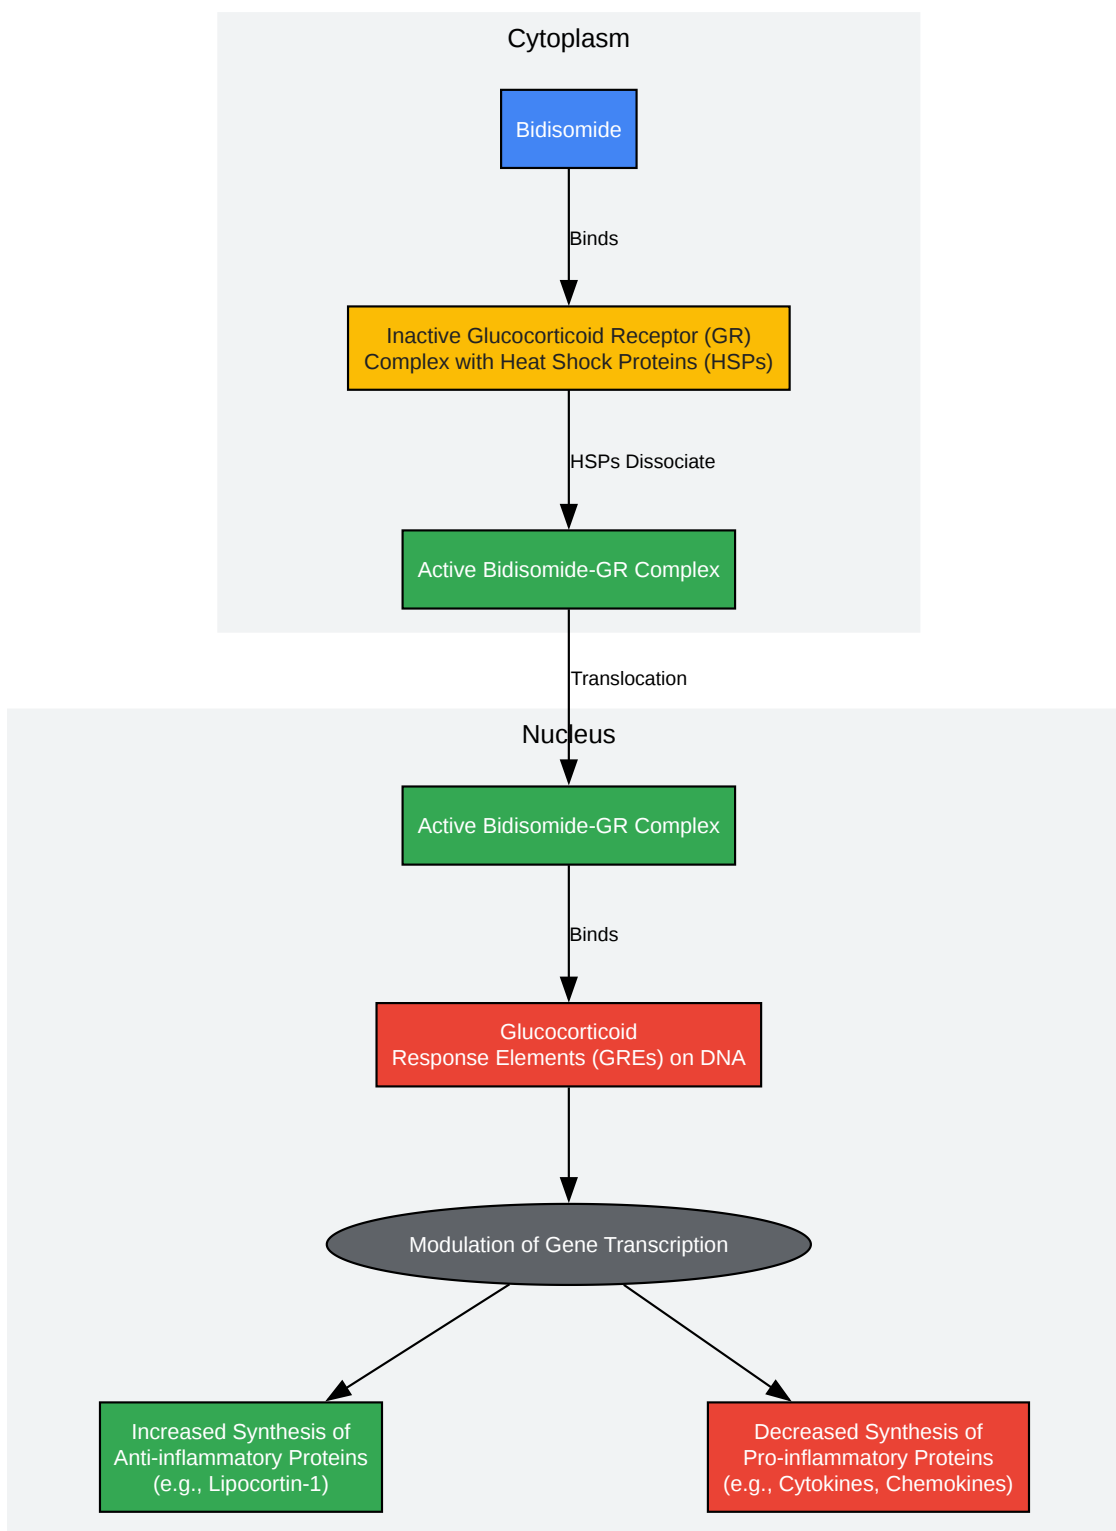 Cytoplasm
Bidisomide
Binds
Inactive Glucocorticoid Receptor (GR)
Complex with Heat Shock Proteins (HSPs)
HSPs Dissociate
Active Bidisomide-GR Complex
Translocation
Nucleus
Active Bidisomide-GR Complex
Binds
Glucocorticoid
Response Elements (GREs) on DNA
Modulation of Gene Transcription
Increased Synthesis of
Anti-inflammatory Proteins
(e.g., Lipocortin-1)
Decreased Synthesis of
Pro-inflammatory Proteins
(e.g., Cytokines, Chemokines)